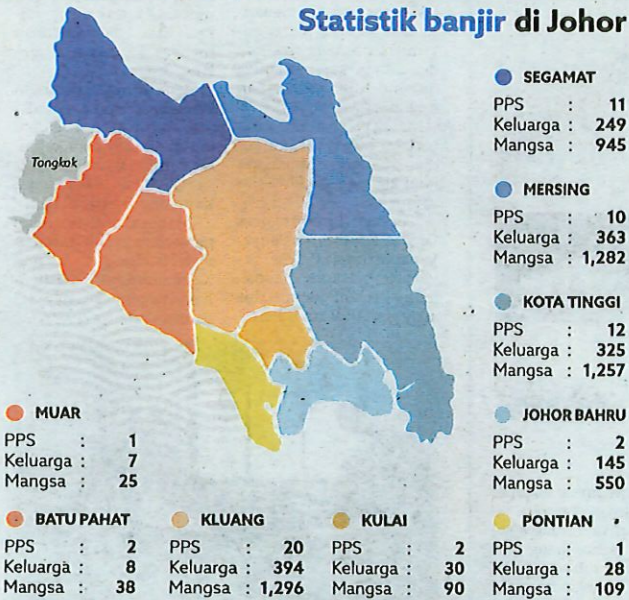 Statistik banjir di Johor
Tongkak
SEGAMAT
PPS : 11
Keluarga : 249
Mangsa : 945
MERSING
PPS : 10
Keluarga : 363
Mangsa : 1,282
KOTA TINGGI
PPS : 12
Keluarga : 325
Mangsa : 1,257
JOHOR BAHRU
PPS : 2
Keluarga : 145
Mangsa : 550
MUAR
PPS : 1
Keluarga : 7
Mangsa : 25
BATU PAHAT
PPS : 2
Keluarga : 8
Mangsa : 38
KLUANG
PPS : 20
Keluarga : 394
Mangsa : 1,296
KULAI
PPS : 2
Keluarga : 30
Mangsa : 90
PONTIAN
PPS : 1
Keluarga : 28
Mangsa : 109